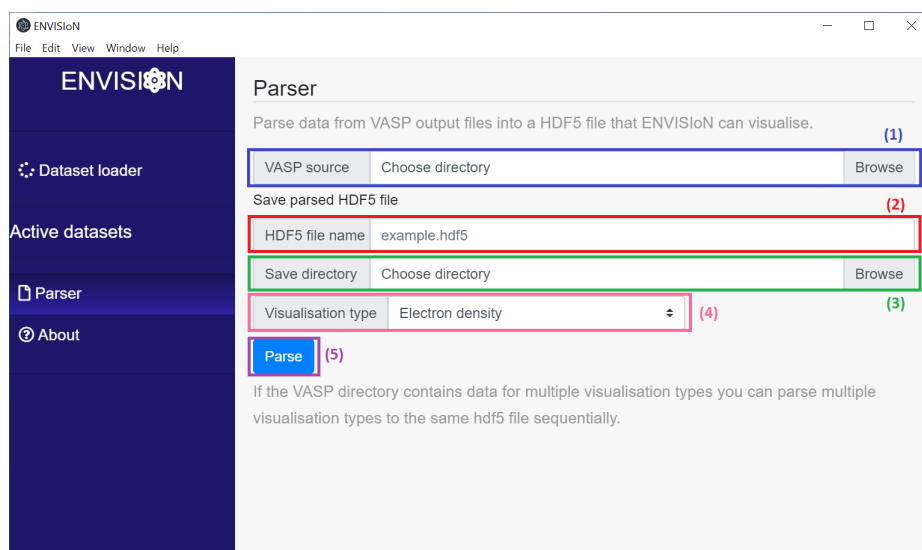 ENVISIoN
File Edit View Window Help
ENVISION
Dataset loader
Active datasets
Parser
About
Parser
Parse data from VASP output files into a HDF5 file that ENVISIoN can visualise.
(1)
VASP source Choose directory Browse
Save parsed HDF5 file
(2)
HDF5 file name example.hdf5
Save directory Choose directory Browse
(3)
Visualisation type Electron density (4)
Parse (5)
If the VASP directory contains data for multiple visualisation types you can parse multiple
visualisation types to the same hdf5 file sequentially.